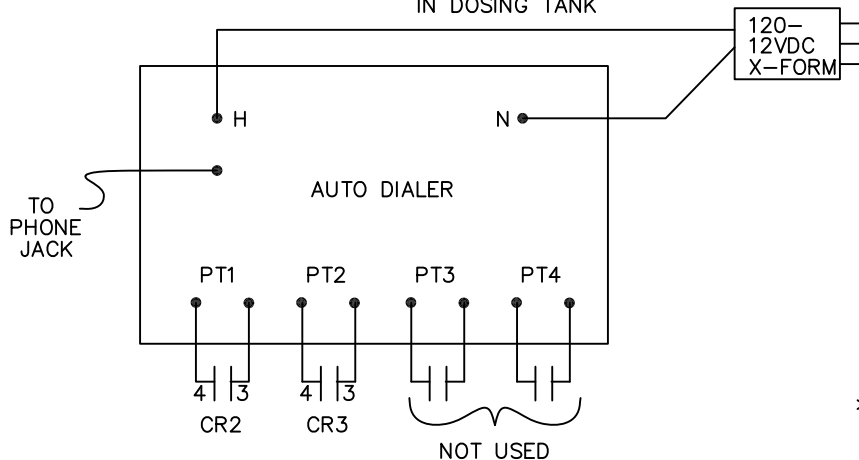 IN DOSING TANK
120-
12VDC
X-FORM
H
N
AUTO DIALER
TO
PHONE
JACK
PT1 PT2 PT3 PT4
4 3 4 3
CR2 CR3
NOT USED